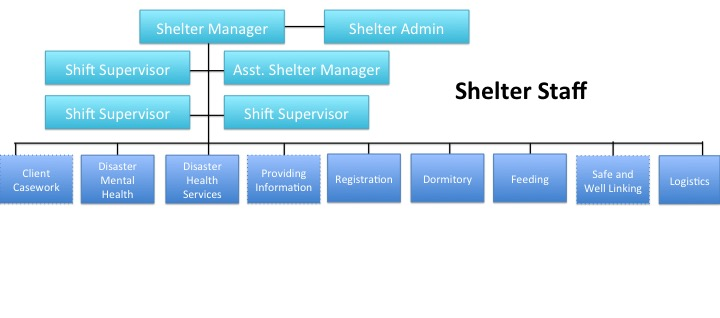 Shelter Manager
Shelter Admin
Shift Supervisor
Asst. Shelter Manager
Shelter Staff
Shift Supervisor
Shift Supervisor
Client
Casework
Disaster
Mental
Health
Disaster
Health
Services
Providing
Information
Registration
Dormitory
Feeding
Safe and
Well Linking
Logistics